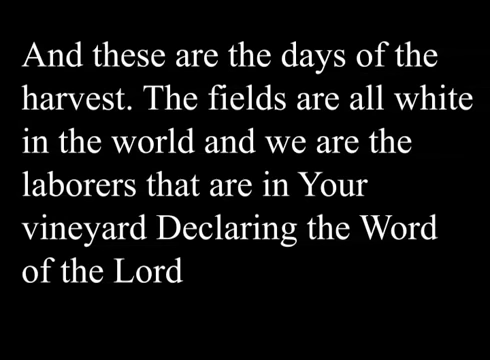 And these are the days of the
harvest. The fields are all white
in the world and we are the
laborers that are in Your
vineyard Declaring the Word
of the Lord